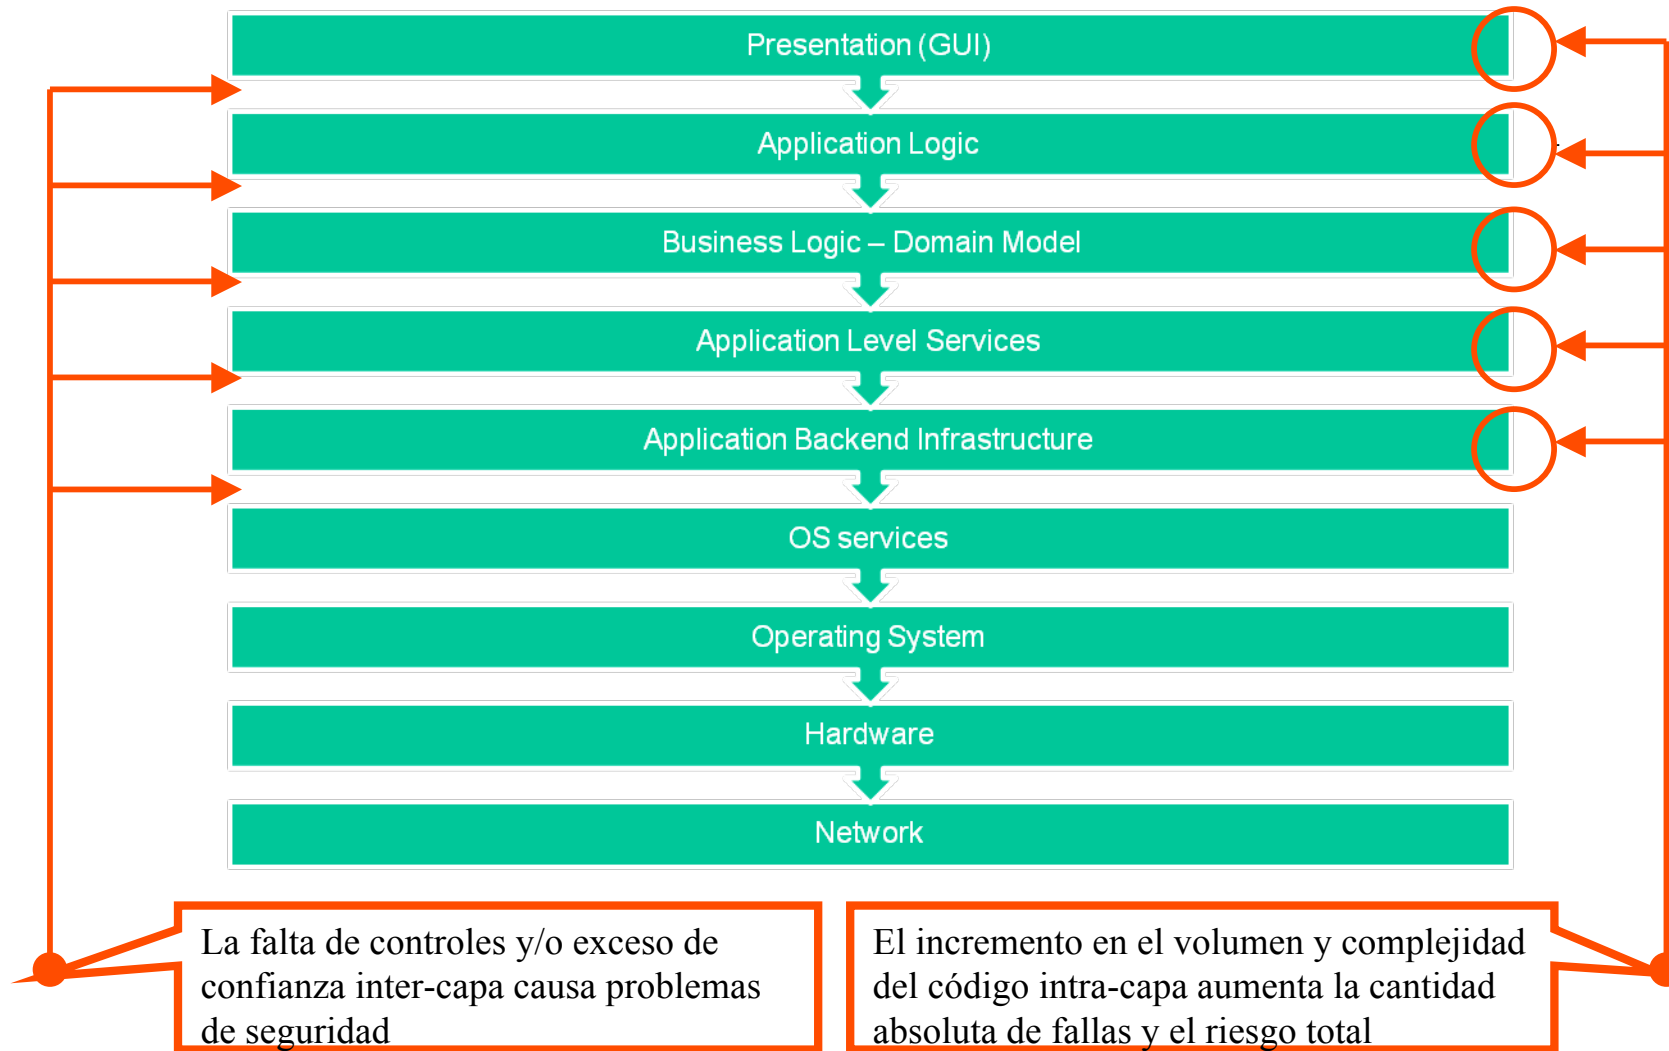 Presentation (GUI)
Application Logic
Business Logic – Domain Model
Application Level Services
Application Backend Infrastructure
OS services
Operating System
Hardware
Network
La falta de controles y/o exceso de
confianza inter-capa causa problemas
de seguridad
El incremento en el volumen y complejidad
del código intra-capa aumenta la cantidad
absoluta de fallas y el riesgo total